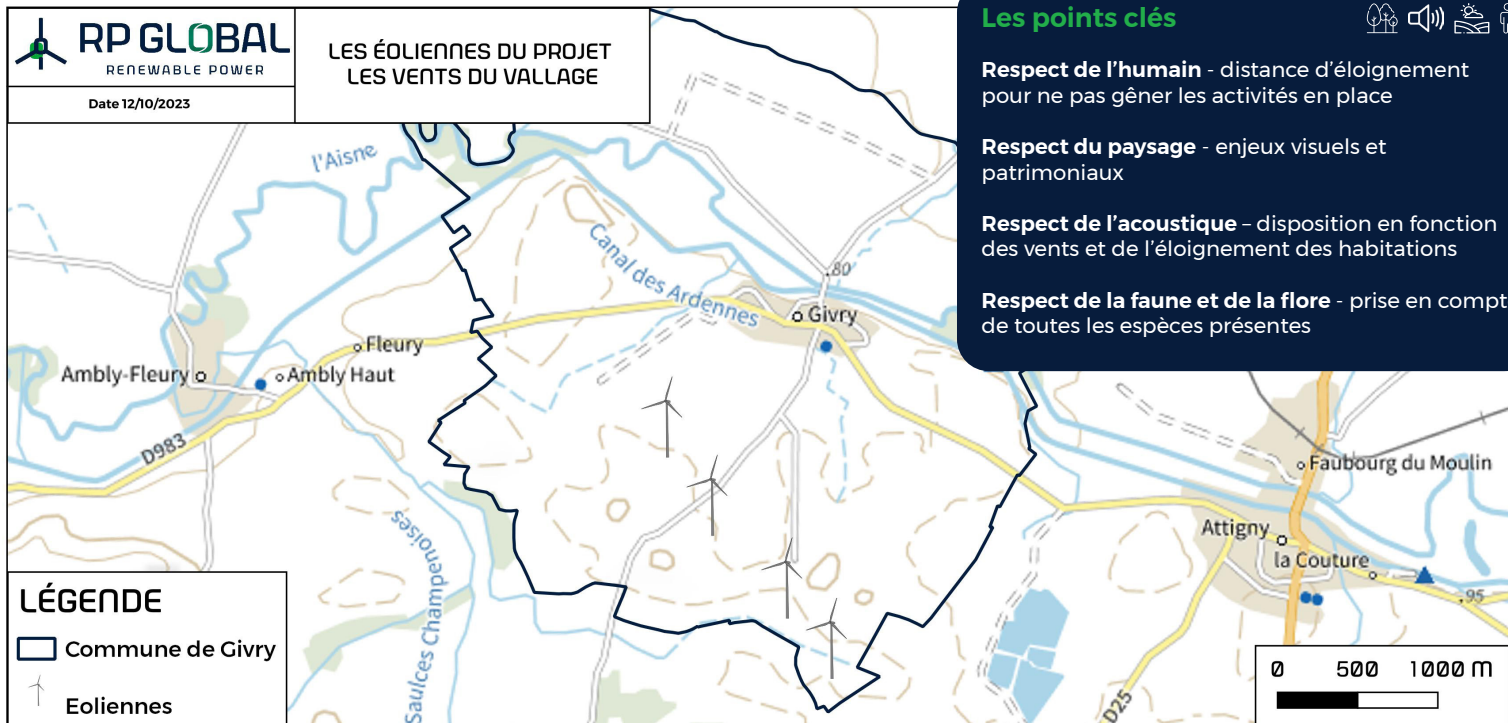 RP GLOBAL
RENEWABLE POWER
Date 12/10/2023
LES ÉOLIENNES DU PROJET
LES VENTS DU VALLAGE
Les points clés
Respect de l'humain - distance d'éloignement
pour ne pas gêner les activités en place
Respect du paysage - enjeux visuels et
patrimoniaux
Respect de l'acoustique – disposition en fonction
des vents et de l'éloignement des habitations
Respect de la faune et de la flore - prise en compt
de toutes les espèces présentes
l'Aisne
Canal des Ardennes
80
Givry
Fleury
Ambly-Fleury
Ambly Haut
D983
Faubourg du Moulin
Attigny
la Couture
95
Saulces Champenoises
D25
LÉGENDE
Commune de Givry
Eoliennes
0 500 1000 m